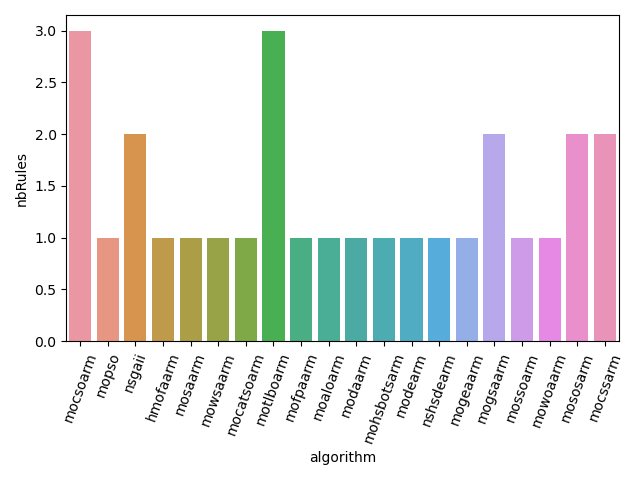 3.0
2.5
2.0
1.5
1.0
0.5
0.0
nbRules
mocsoarm
mopso
nsgaii
hmofaarm
mosaarm
mowsaarm
mocatsoarm
motlboarm
mofpaarm
moaloarm
modaarm
mohsbotsarm
modearm
nshsdearm
mogeaarm
mogsaarm
mossoarm
mowoaarm
mososarm
mocssarm
algorithm